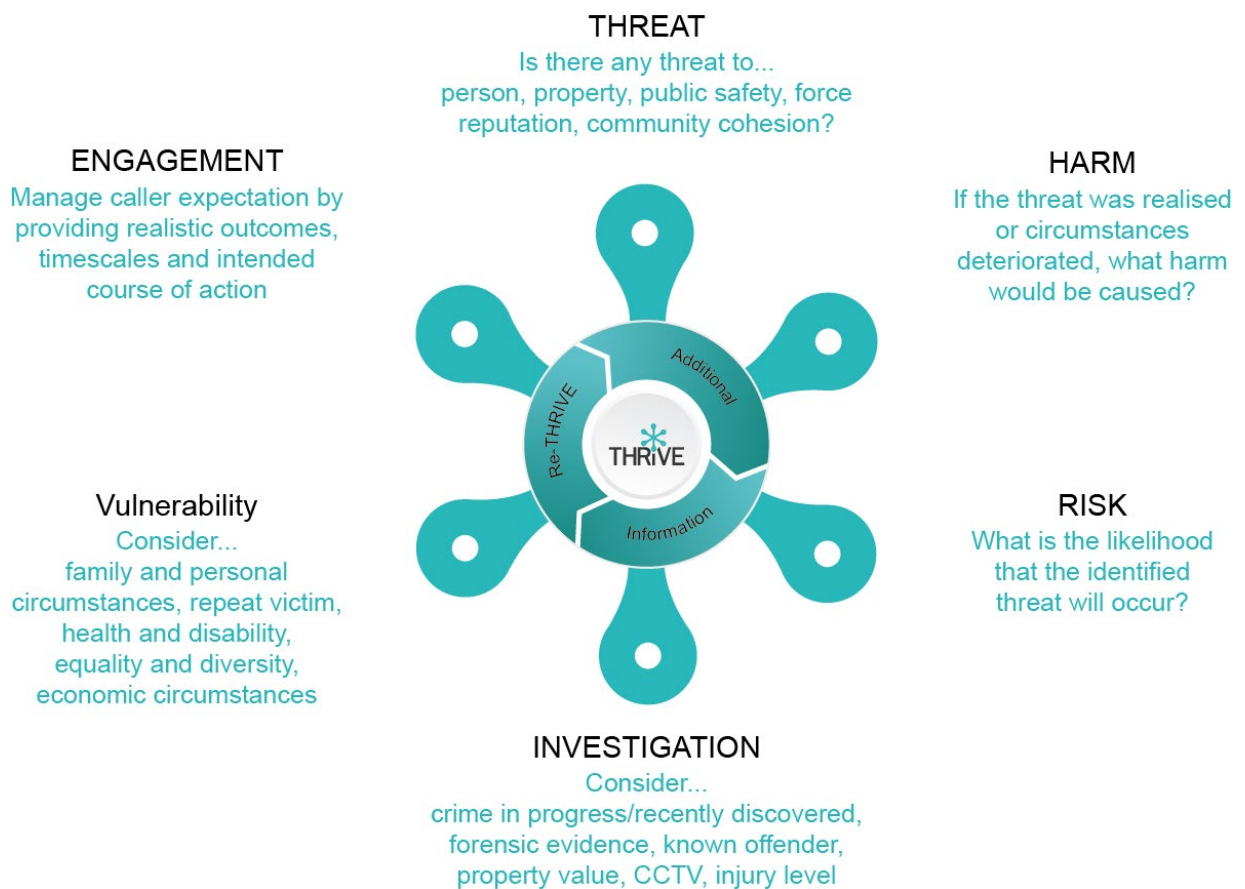 THREAT
Is there any threat to...
person, property, public safety, force
reputation, community cohesion?
HARM
If the threat was realised
or circumstances
deteriorated, what harm
would be caused?
RISK
What is the likelihood
that the identified
threat will occur?
INVESTIGATION
Consider...
crime in progress/recently discovered,
forensic evidence, known offender,
property value, CCTV, injury level
Vulnerability
Consider...
family and personal
circumstances, repeat victim,
health and disability,
equality and diversity,
economic circumstances
ENGAGEMENT
Manage caller expectation by
providing realistic outcomes,
timescales and intended
course of action
Additional
Information
Re-THRIVE
THRiVE